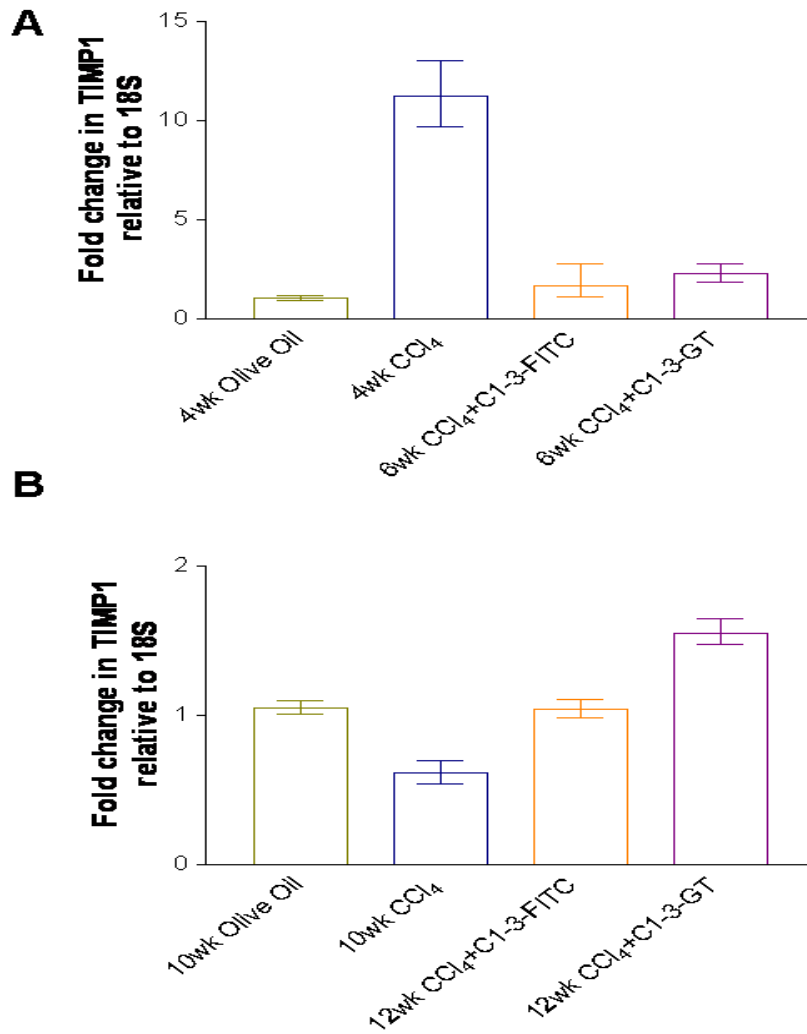 A
Fold change in TIMP1
relative to 18S
15
10
5
0
4wk Olive Oil
4wk CCl₄
6wk CCl₄+C1-3-FITC
6wk CCl₄+C1-3-GT
B
Fold change in TIMP1
relative to 18S
2
1
0
10wk Olive Oil
10wk CCl₄
12wk CCl₄+C1-3-FITC
12wk CCl₄+C1-3-GT